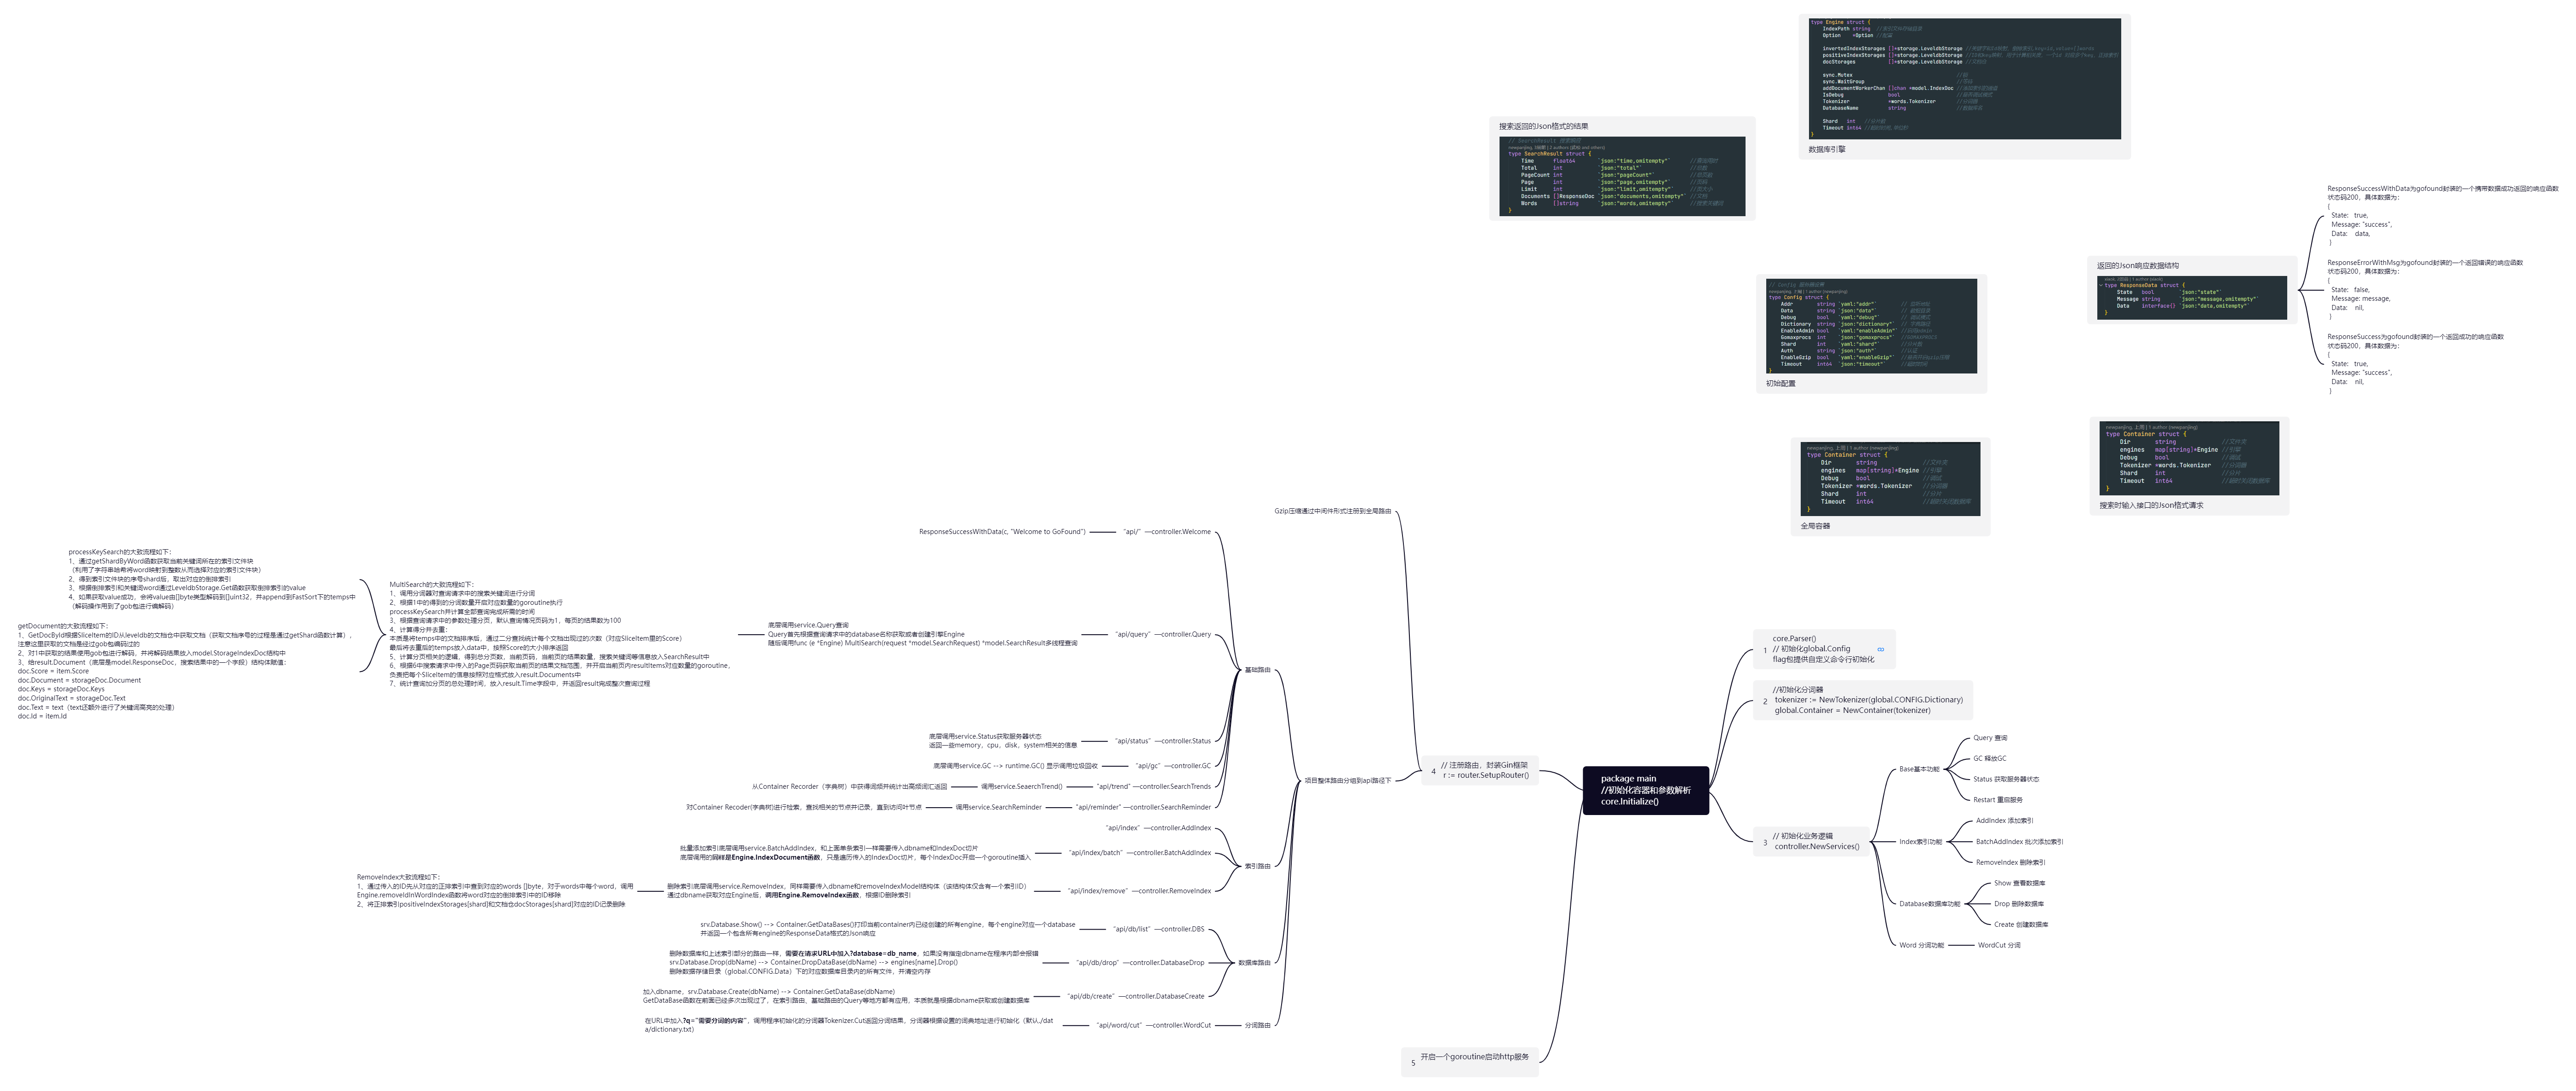 type Engine struct {
IndexPath string
Option *Option
invertedIndexStorages []*storage.LeveldbStorage
positiveIndexStorages []*storage.LeveldbStorage
docStorages []*storage.LeveldbStorage
sync.Mutex
sync.WaitGroup
addDocumentWorkerChan []chan *model.IndexDoc
IsDebug bool
Tokenizer *words.Tokenizer
DatabaseName string
Shard int
Timeout int64
}
数据库引擎
搜索返回的Json格式的结果
type SearchResult struct {
Time float64 `json:"time,omitempty"`
Total int `json:"total"`
PageCount int `json:"pageCount"`
Page int `json:"page,omitempty"`
Limit int `json:"limit,omitempty"`
Documents []ResponseDoc `json:"documents,omitempty"`
Words []string `json:"words,omitempty"`
}
返回的Json响应数据结构
type ResponseData struct {
State bool `json:"state"`
Message string `json:"message,omitempty"`
Data interface{} `json:"data,omitempty"`
}
ResponseSuccessWithData为gofound封装的一个携带数据成功返回的响应函数
状态码200，具体数据为：
{
State: true,
Message: "success",
Data: data,
}
ResponseErrorWithMsg为gofound封装的一个返回错误的响应函数
状态码200，具体数据为：
{
State: false,
Message: message,
Data: nil,
}
ResponseSuccess为gofound封装的一个返回成功的响应函数
状态码200，具体数据为：
{
State: true,
Message: "success",
Data: nil,
}
type Config struct {
Addr string `yaml:"addr"`
Data string `json:"data"`
Debug bool `yaml:"debug"`
Dictionary string `json:"dictionary"`
EnableAdmin bool `yaml:"enableAdmin"`
Gomaxprocs int `json:"gomaxprocs"`
Shard int `yaml:"shard"`
Auth string `json:"auth"`
EnableGzip bool `yaml:"enableGzip"`
Timeout int64 `json:"timeout"`
}
初始配置
newpanjing, 上周 | 1 author (newpanjing)
type Container struct {
Dir string //文件夹
engines map[string]*Engine //引擎
Debug bool //调试
Tokenizer *words.Tokenizer //分词器
Shard int //分片
Timeout int64 //超时关闭数据库
}
全局容器
newpanjing, 上周 | 1 author (newpanjing)
type Container struct {
Dir string //文件夹
engines map[string]*Engine //引擎
Debug bool //调试
Tokenizer *words.Tokenizer //分词器
Shard int //分片
Timeout int64 //超时关闭数据库
}
搜索时输入接口的Json格式请求
package main
//初始化容器和参数解析
core.Initialize()
1
core.Parser()
// 初始化global.Config
flag包提供自定义命令行初始化
2
//初始化分词器
tokenizer := NewTokenizer(global.CONFIG.Dictionary)
global.Container = NewContainer(tokenizer)
3
// 初始化业务逻辑
controller.NewServices()
Base基本功能
Query 查询
GC 释放GC
Status 获取服务器状态
Restart 重启服务
Index索引功能
AddIndex 添加索引
BatchAddIndex 批次添加索引
RemoveIndex 删除索引
Database数据库功能
Show 查看数据库
Drop 删除数据库
Create 创建数据库
Word 分词功能
WordCut 分词
4
// 注册路由，封装Gin框架
r := router.SetupRouter()
Gzip压缩通过中间件形式注册到全局路由
项目整体路由分组到api路径下
基础路由
"api/" —controller.Welcome
ResponseSuccessWithData(c, "Welcome to GoFound")
"api/query" —controller.Query
底层调用service.Query查询
Query首先根据查询请求中的database名称获取或者创建引擎Engine
随后调用func (e *Engine) MultiSearch(request *model.SearchRequest) *model.SearchResult多线程查询
MultiSearch的大致流程如下：
1、调用分词器对查询请求中的搜索关键词进行分词
2、根据1中的得到的分词数量开启对应数量的goroutine执行
processKeySearch并计算全部查询完成所需的时间
3、根据查询请求中的参数处理分页，默认查询情况页码为1，每页的结果数为100
4、计算得分并去重：
本质是将temps中的文档排序后，通过二分查找统计每个文档出现过的次数（对应SliceItem里的Score）
最后将去重后的temps放入data中，按照Score的大小排序返回
5、计算分页相关的逻辑，得到总分页数，当前页码，当前页的结果数量，搜索关键词等信息放入SearchResult中
6、根据6中搜索请求中传入的Page页码获取当前页的结果文档范围，并开启当前页内resultItems对应数量的goroutine，
负责把每个SliceItem的信息按照对应格式放入result.Documents中
7、统计查询加分页的总处理时间，放入result.Time字段中，并返回result完成整次查询过程
processKeySearch的大致流程如下：
1、通过getShardByWord函数获取当前关键词所在的索引文件块
（利用了字符串哈希将word映射到整数从而选择对应的索引文件块）
2、得到索引文件块的序号shard后，取出对应的倒排索引
3、根据倒排索引和关键词word通过LeveldbStorage.Get函数获取倒排索引的value
4、如果获取value成功，会将value由[]byte类型解码到[]uint32，并append到FastSort下的temps中
（解码操作用到了gob包进行编解码）
getDocument的大致流程如下：
1、GetDocById根据SliceItem的ID从leveldb的文档仓中获取文档（获取文档序号的过程是通过getShard函数计算），
注意这里获取的文档是经过gob包编码过的
2、对1中获取的结果使用gob包进行解码，并将解码结果放入model.StorageIndexDoc结构中
3、给result.Document（底层是model.ResponseDoc，搜索结果中的一个字段）结构体赋值：
doc.Score = item.Score
doc.Document = storageDoc.Document
doc.Keys = storageDoc.Keys
doc.OriginalText = storageDoc.Text
doc.Text = text（text还额外进行了关键词高亮的处理）
doc.Id = item.Id
"api/status" —controller.Status
底层调用service.Status获取服务器状态
返回一些memory，cpu，disk，system相关的信息
"api/gc" —controller.GC
底层调用service.GC --> runtime.GC() 显示调用垃圾回收
"api/trend" —controller.SearchTrends
调用service.SeaerchTrend()
从Container Recorder（字典树）中获得词频并统计出高频词汇返回
"api/reminder" —controller.SearchReminder
调用service.SearchReminder
对Container Recoder(字典树)进行检索，查找相关的节点并记录，直到访问叶节点
索引路由
"api/index" —controller.AddIndex
"api/index/batch" —controller.BatchAddIndex
批量添加索引底层调用service.BatchAddIndex，和上面单条索引一样需要传入dbname和IndexDoc切片
底层调用的同样是Engine.IndexDocument函数，只是遍历传入的IndexDoc切片，每个IndexDoc开启一个goroutine插入
"api/index/remove" —controller.RemoveIndex
删除索引底层调用service.RemoveIndex，同样需要传入dbname和removeIndexModel结构体（该结构体仅含有一个索引ID）
通过dbname获取对应Engine后，调用Engine.RemoveIndex函数，根据ID删除索引
RemoveIndex大致流程如下：
1、通过传入的ID先从对应的正排索引中查到对应的words []byte，对于words中每个word，调用
Engine.removeIdInWordIndex函数将word对应的倒排索引中的ID移除
2、将正排索引positiveIndexStorages[shard]和文档仓docStorages[shard]对应的ID记录删除
数据库路由
"api/db/list" —controller.DBS
srv.Database.Show() --> Container.GetDataBases()打印当前container内已经创建的所有engine，每个engine对应一个database
并返回一个包含所有engine的ResponseData格式的Json响应
"api/db/drop" —controller.DatabaseDrop
删除数据库和上述索引部分的路由一样，需要在请求URL中加入?database=db_name，如果没有指定dbname在程序内部会报错
srv.Database.Drop(dbName) --> Container.DropDataBase(dbName) --> engines[name].Drop()
删除数据存储目录（global.CONFIG.Data）下的对应数据库目录内的所有文件，并清空内存
"api/db/create" —controller.DatabaseCreate
加入dbname，srv.Database.Create(dbName) --> Container.GetDataBase(dbName)
GetDataBase函数在前面已经多次出现过了，在索引路由、基础路由的Query等地方都有应用，本质就是根据dbname获取或创建数据库
分词路由
"api/word/cut" —controller.WordCut
在URL中加入?q="需要分词的内容"，调用程序初始化的分词器Tokenizer.Cut返回分词结果，分词器根据设置的词典地址进行初始化（默认./dat
a/dictionary.txt）
5
开启一个goroutine启动http服务